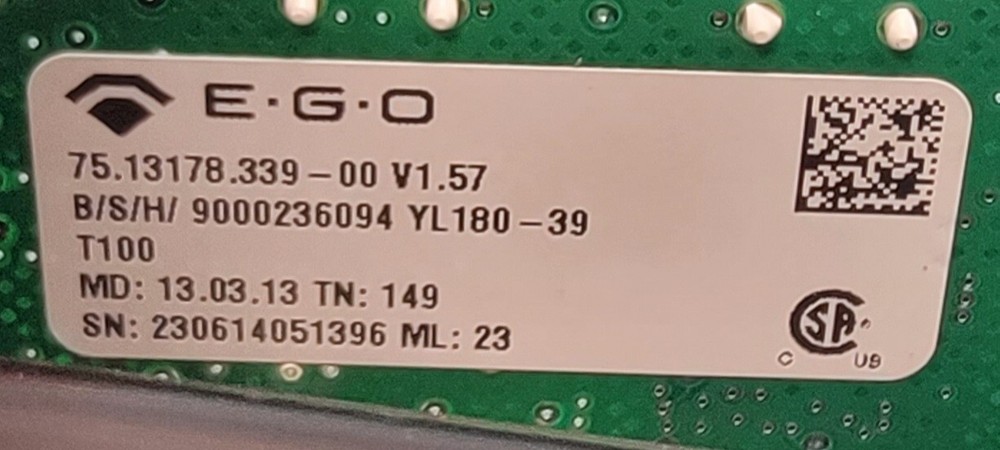 E·G·O
75.13178.339-00 V1.57
B/S/H/ 9000236094 YL180-39
T100
MD: 13.03.13 TN: 149
SN: 230614051396 ML: 23
SA®
C US